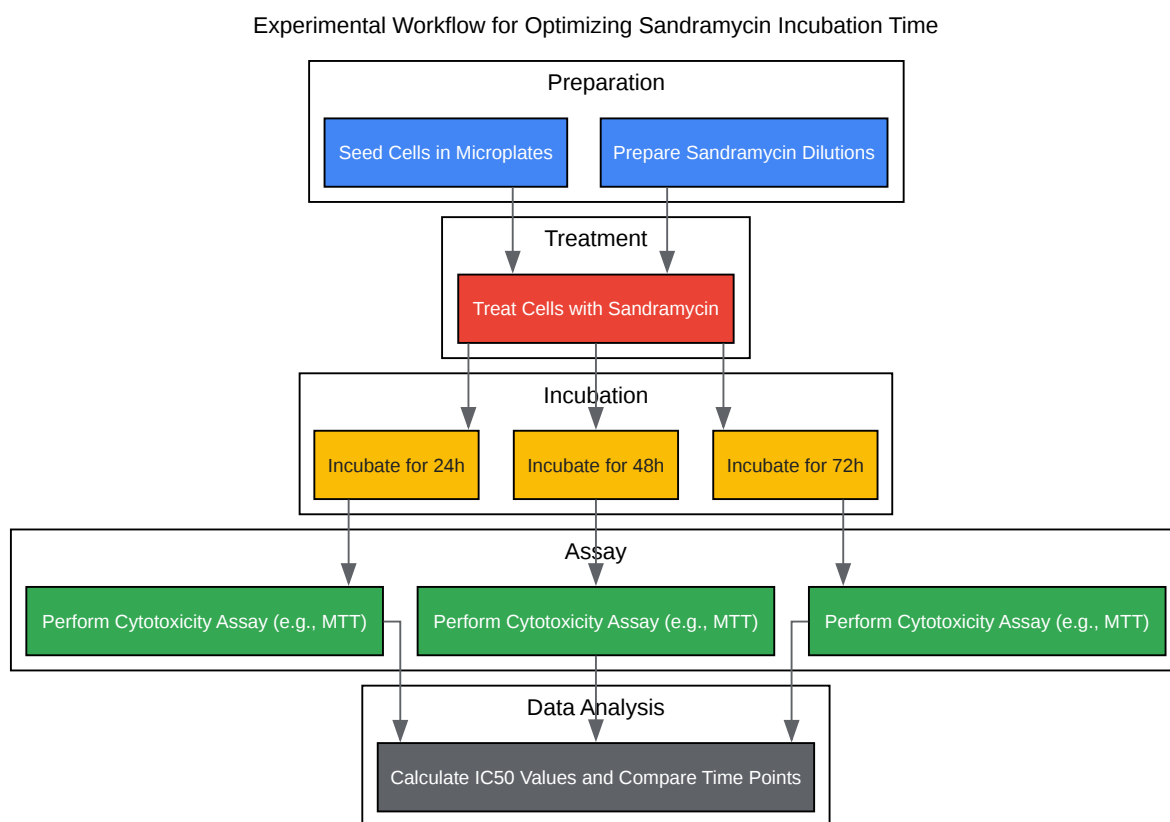 Experimental Workflow for Optimizing Sandramycin Incubation Time
Preparation
Seed Cells in Microplates
Prepare Sandramycin Dilutions
Treatment
Treat Cells with Sandramycin
Incubation
Incubate for 24h
Incubate for 48h
Incubate for 72h
Assay
Perform Cytotoxicity Assay (e.g., MTT)
Perform Cytotoxicity Assay (e.g., MTT)
Perform Cytotoxicity Assay (e.g., MTT)
Data Analysis
Calculate IC50 Values and Compare Time Points